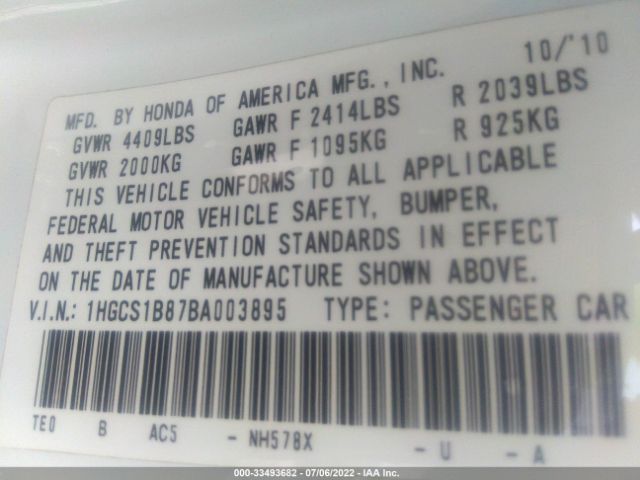 10/'10
MFD. BY HONDA OF AMERICA MFG., INC.
GVWR 4409LBS GAWR F 2414LBS R 2039LBS
GVWR 2000KG GAWR F 1095KG R 925KG
THIS VEHICLE CONFORMS TO ALL APPLICABLE
FEDERAL MOTOR VEHICLE SAFETY, BUMPER,
AND THEFT PREVENTION STANDARDS IN EFFECT
ON THE DATE OF MANUFACTURE SHOWN ABOVE.
V.I.N.: 1HGCS1B87BA003895 TYPE: PASSENGER CAR
TE0 B AC5 - NH578X - U - A
000-33493682 - 07/06/2022 - IAA Inc.